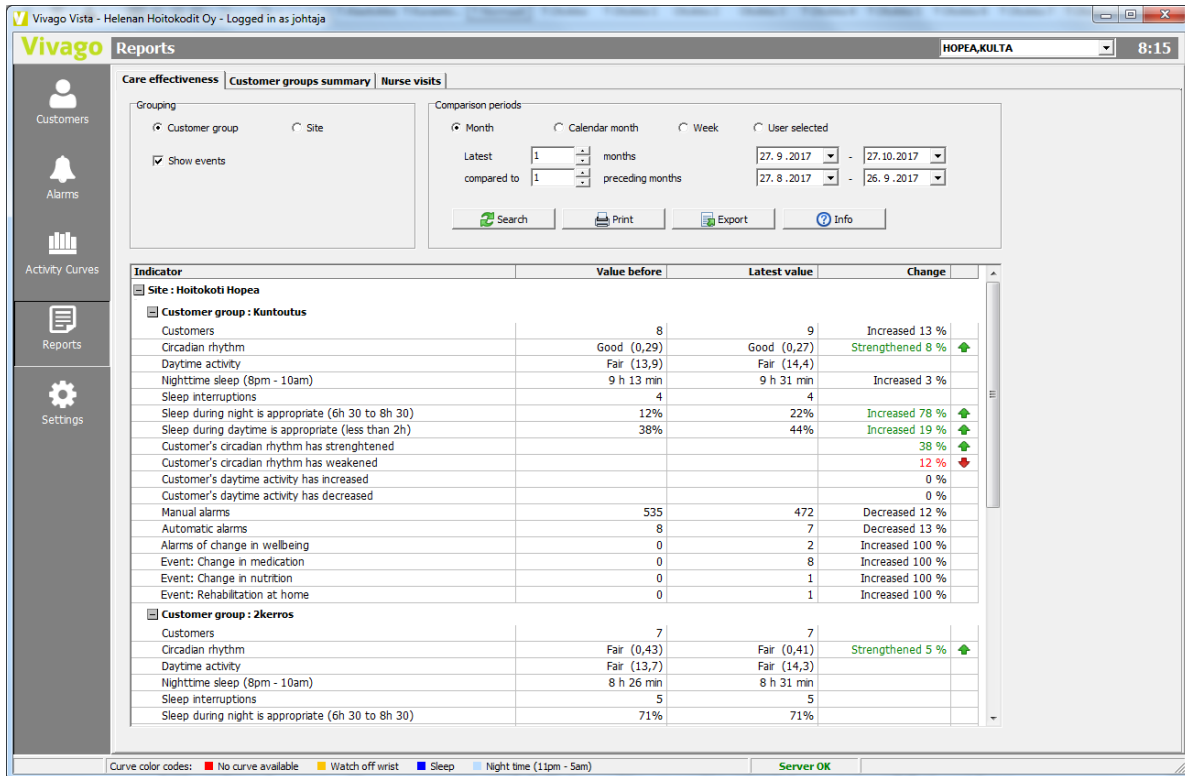 Vivago Vista - Helenan Hoitokodit Oy - Logged in as johtaja
Vivago Reports HOPEA,KULTA 8:15
Customers
Alarms
Activity Curves
Reports
Settings
Care effectiveness Customer groups summary Nurse visits
Grouping
Customer group Site
Show events
Comparison periods
Month Calendar month Week User selected
Latest 1 months 27. 9 .2017 - 27.10.2017
compared to 1 preceding months 27. 8 .2017 - 26. 9 .2017
Search Print Export Info
Indicator Value before Latest value Change
Site : Hoitokoti Hopea
Customer group : Kuntoutus
Customers 8 9 Increased 13 %
Circadian rhythm Good (0,29) Good (0,27) Strengthened 8 %
Daytime activity Fair (13,9) Fair (14,4)
Nighttime sleep (8pm - 10am) 9 h 13 min 9 h 31 min Increased 3 %
Sleep interruptions 4 4
Sleep during night is appropriate (6h 30 to 8h 30) 12% 22% Increased 78 %
Sleep during daytime is appropriate (less than 2h) 38% 44% Increased 19 %
Customer's circadian rhythm has strenghtened 38 %
Customer's circadian rhythm has weakened 12 %
Customer's daytime activity has increased 0 %
Customer's daytime activity has decreased 0 %
Manual alarms 535 472 Decreased 12 %
Automatic alarms 8 7 Decreased 13 %
Alarms of change in wellbeing 0 2 Increased 100 %
Event: Change in medication 0 8 Increased 100 %
Event: Change in nutrition 0 1 Increased 100 %
Event: Rehabilitation at home 0 1 Increased 100 %
Customer group : 2kerros
Customers 7 7
Circadian rhythm Fair (0,43) Fair (0,41) Strengthened 5 %
Daytime activity Fair (13,7) Fair (14,3)
Nighttime sleep (8pm - 10am) 8 h 26 min 8 h 31 min
Sleep interruptions 5 5
Sleep during night is appropriate (6h 30 to 8h 30) 71% 71%
Curve color codes: No curve available Watch off wrist Sleep Night time (11pm - 5am) Server OK